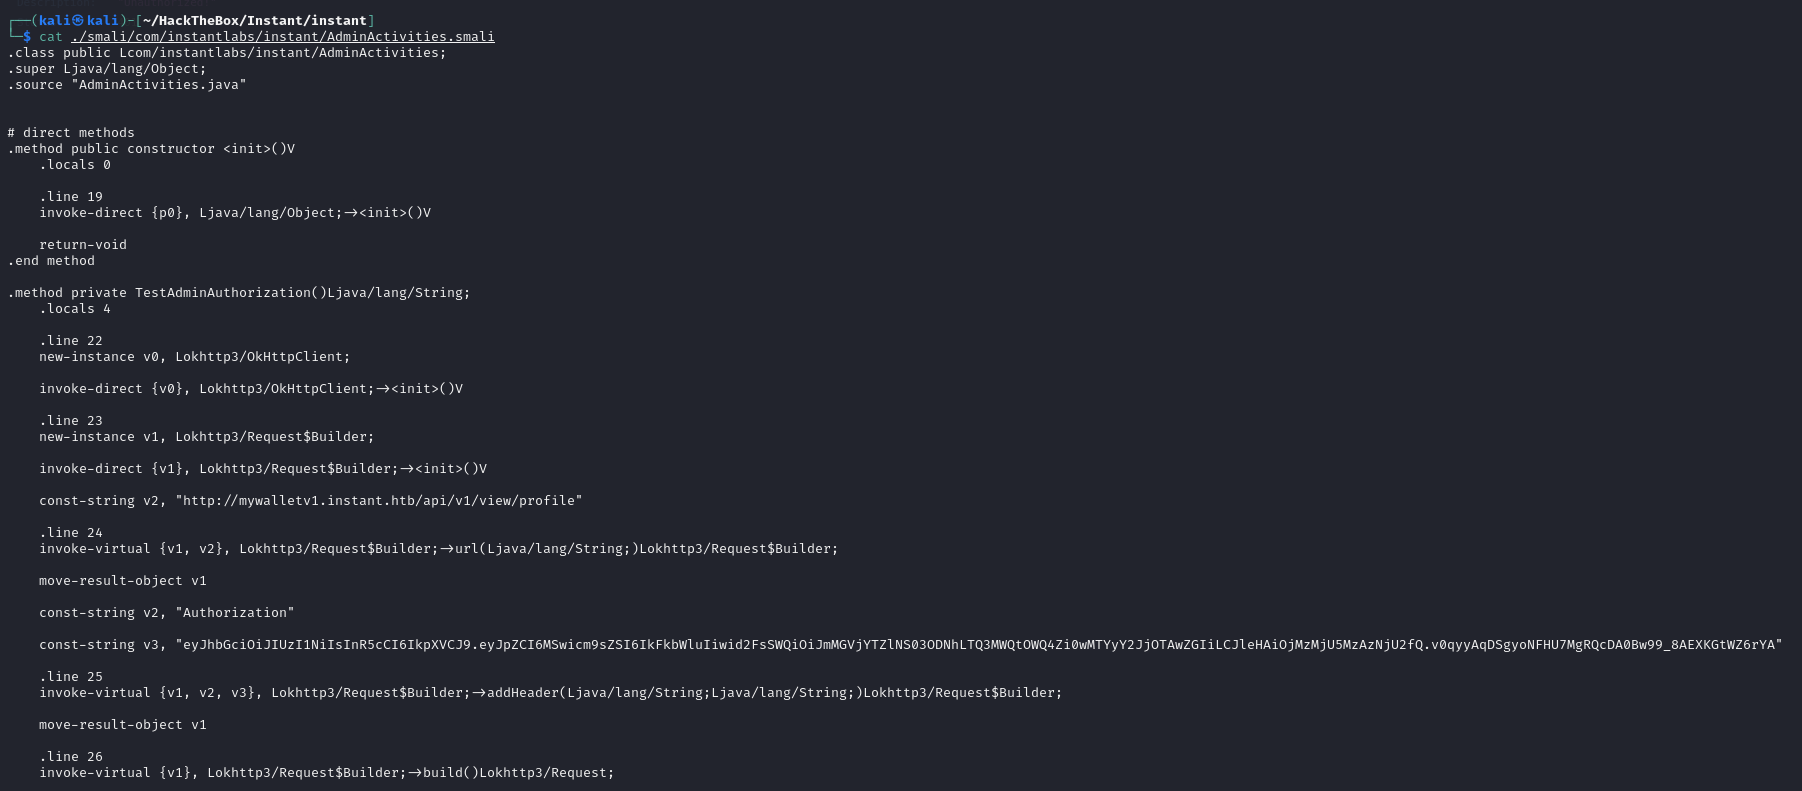 ┌──(kali㉿kali)-[~/HackTheBox/Instant/instant]
└─$ cat ./smali/com/instantlabs/instant/AdminActivities.smali
.class public Lcom/instantlabs/instant/AdminActivities;
.super Ljava/lang/Object;
.source "AdminActivities.java"
# direct methods
.method public constructor <init>()V
.locals 0
.line 19
invoke-direct {p0}, Ljava/lang/Object;-><init>()V
return-void
.end method
.method private TestAdminAuthorization()Ljava/lang/String;
.locals 4
.line 22
new-instance v0, Lokhttp3/OkHttpClient;
invoke-direct {v0}, Lokhttp3/OkHttpClient;-><init>()V
.line 23
new-instance v1, Lokhttp3/Request$Builder;
invoke-direct {v1}, Lokhttp3/Request$Builder;-><init>()V
const-string v2, "http://mywalletv1.instant.htb/api/v1/view/profile"
.line 24
invoke-virtual {v1, v2}, Lokhttp3/Request$Builder;->url(Ljava/lang/String;)Lokhttp3/Request$Builder;
move-result-object v1
const-string v2, "Authorization"
const-string v3, "eyJhbGciOiJIUzI1NiIsInR5cCI6IkpXVCJ9.eyJpZCI6MSwicm9sZSI6IkFkbWluIiwid2FsSWQiOiJmMGVjYTZlNS03ODNhLTQ3MWQtOWQ4Zi0wMTYyY2JjOTAwZGIiLCJleHAiOjMzMjU5MzAzNjU2fQ.v0qyyAqDSgyoNFHU7MgRQcDA0Bw99_8AEXKGtWZ6rYA"
.line 25
invoke-virtual {v1, v2, v3}, Lokhttp3/Request$Builder;->addHeader(Ljava/lang/String;Ljava/lang/String;)Lokhttp3/Request$Builder;
move-result-object v1
.line 26
invoke-virtual {v1}, Lokhttp3/Request$Builder;->build()Lokhttp3/Request;